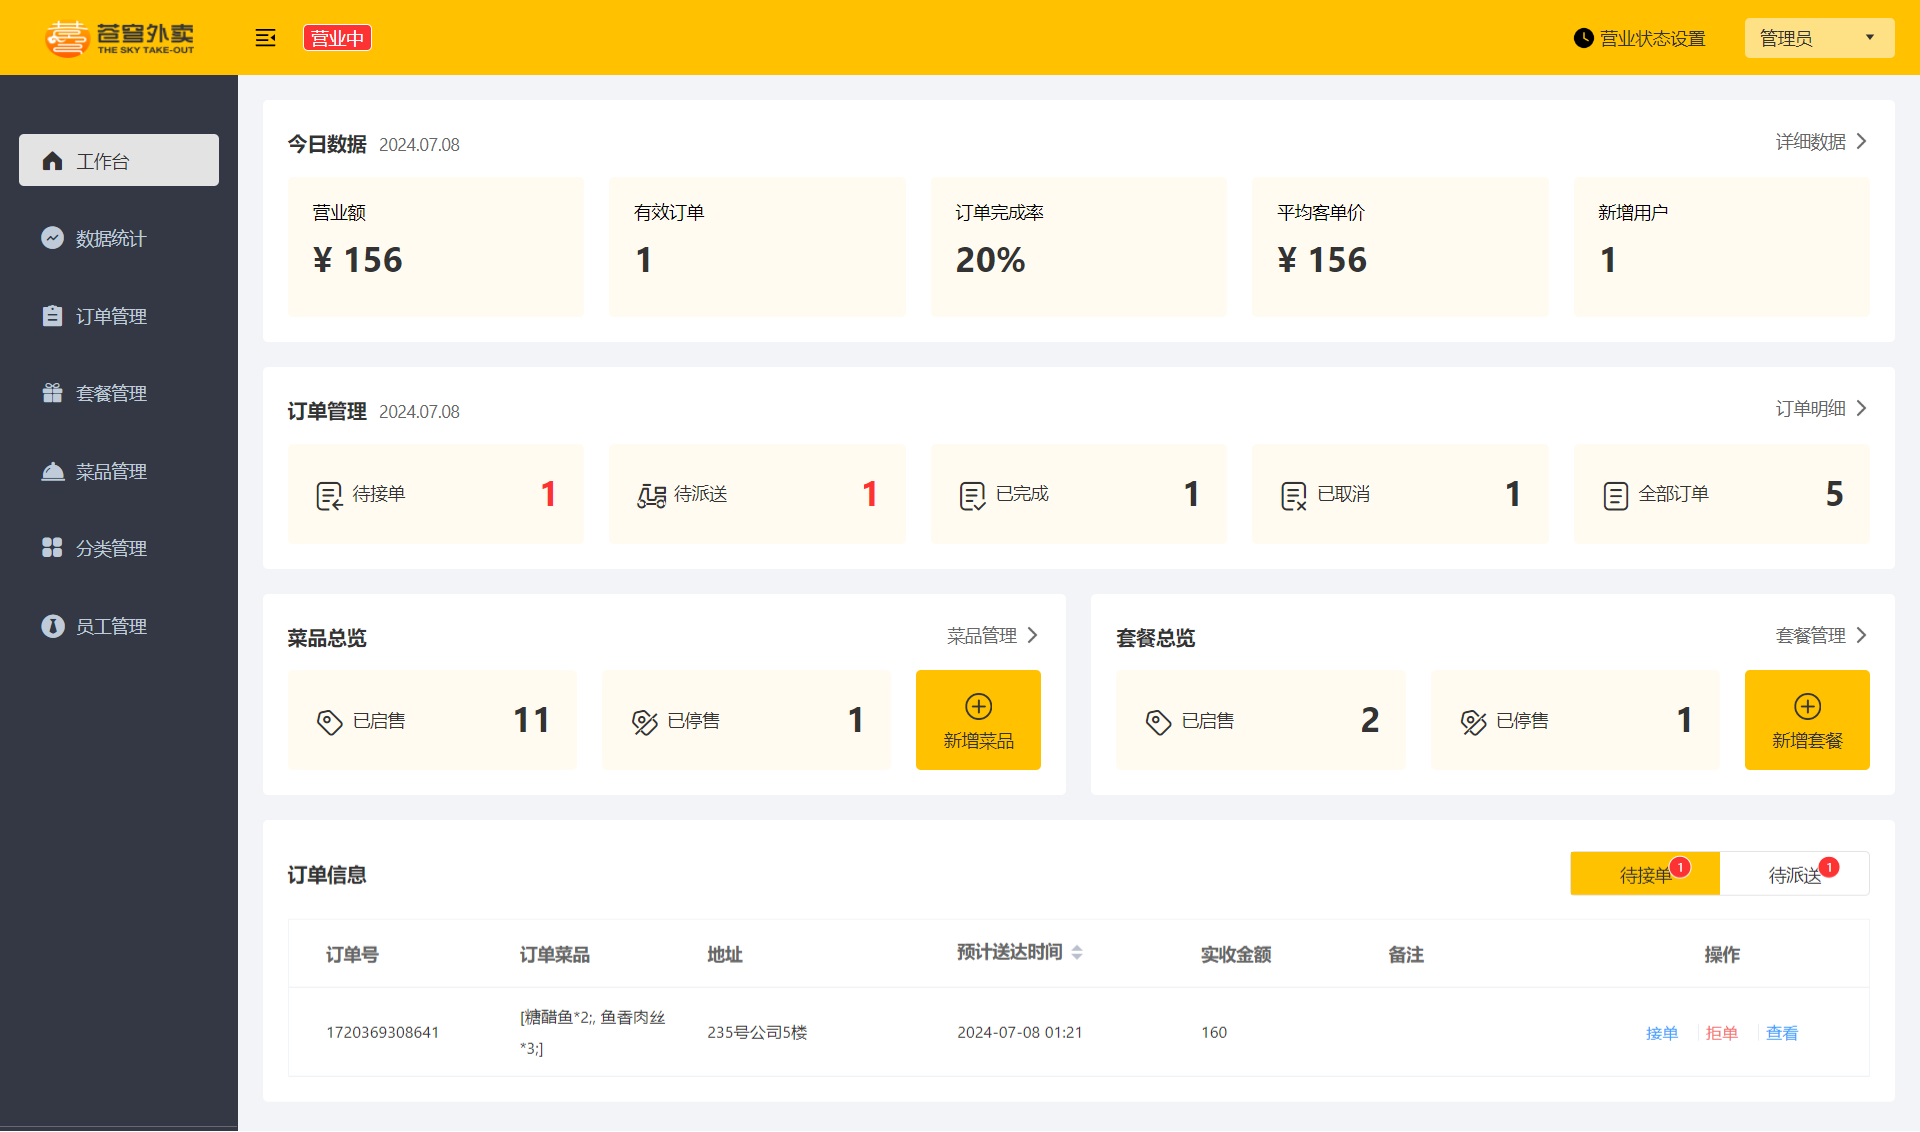 苍穹外卖
THE SKY TAKE-OUT
营业中
营业状态设置
管理员
工作台
数据统计
订单管理
套餐管理
菜品管理
分类管理
员工管理
今日数据 2024.07.08
详细数据
营业额
¥ 156
有效订单
1
订单完成率
20%
平均客单价
¥ 156
新增用户
1
订单管理 2024.07.08
订单明细
待接单 1
待派送 1
已完成 1
已取消 1
全部订单 5
菜品总览
菜品管理
已启售 11
已停售 1
新增菜品
套餐总览
套餐管理
已启售 2
已停售 1
新增套餐
订单信息
待接单 1
待派送 1
订单号 订单菜品 地址 预计送达时间 实收金额 备注 操作
1720369308641 [糖醋鱼*2;, 鱼香肉丝 235号公司5楼 2024-07-08 01:21 160 接单 拒单 查看
*3;]